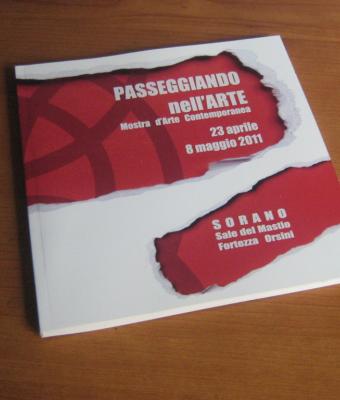 PASSEGGIANDO
nell'ARTE
Mostra d'Arte Contemporanea
23 aprile
8 maggio 2011
SORANO
Sale del Mastio
Fortezza Orsini